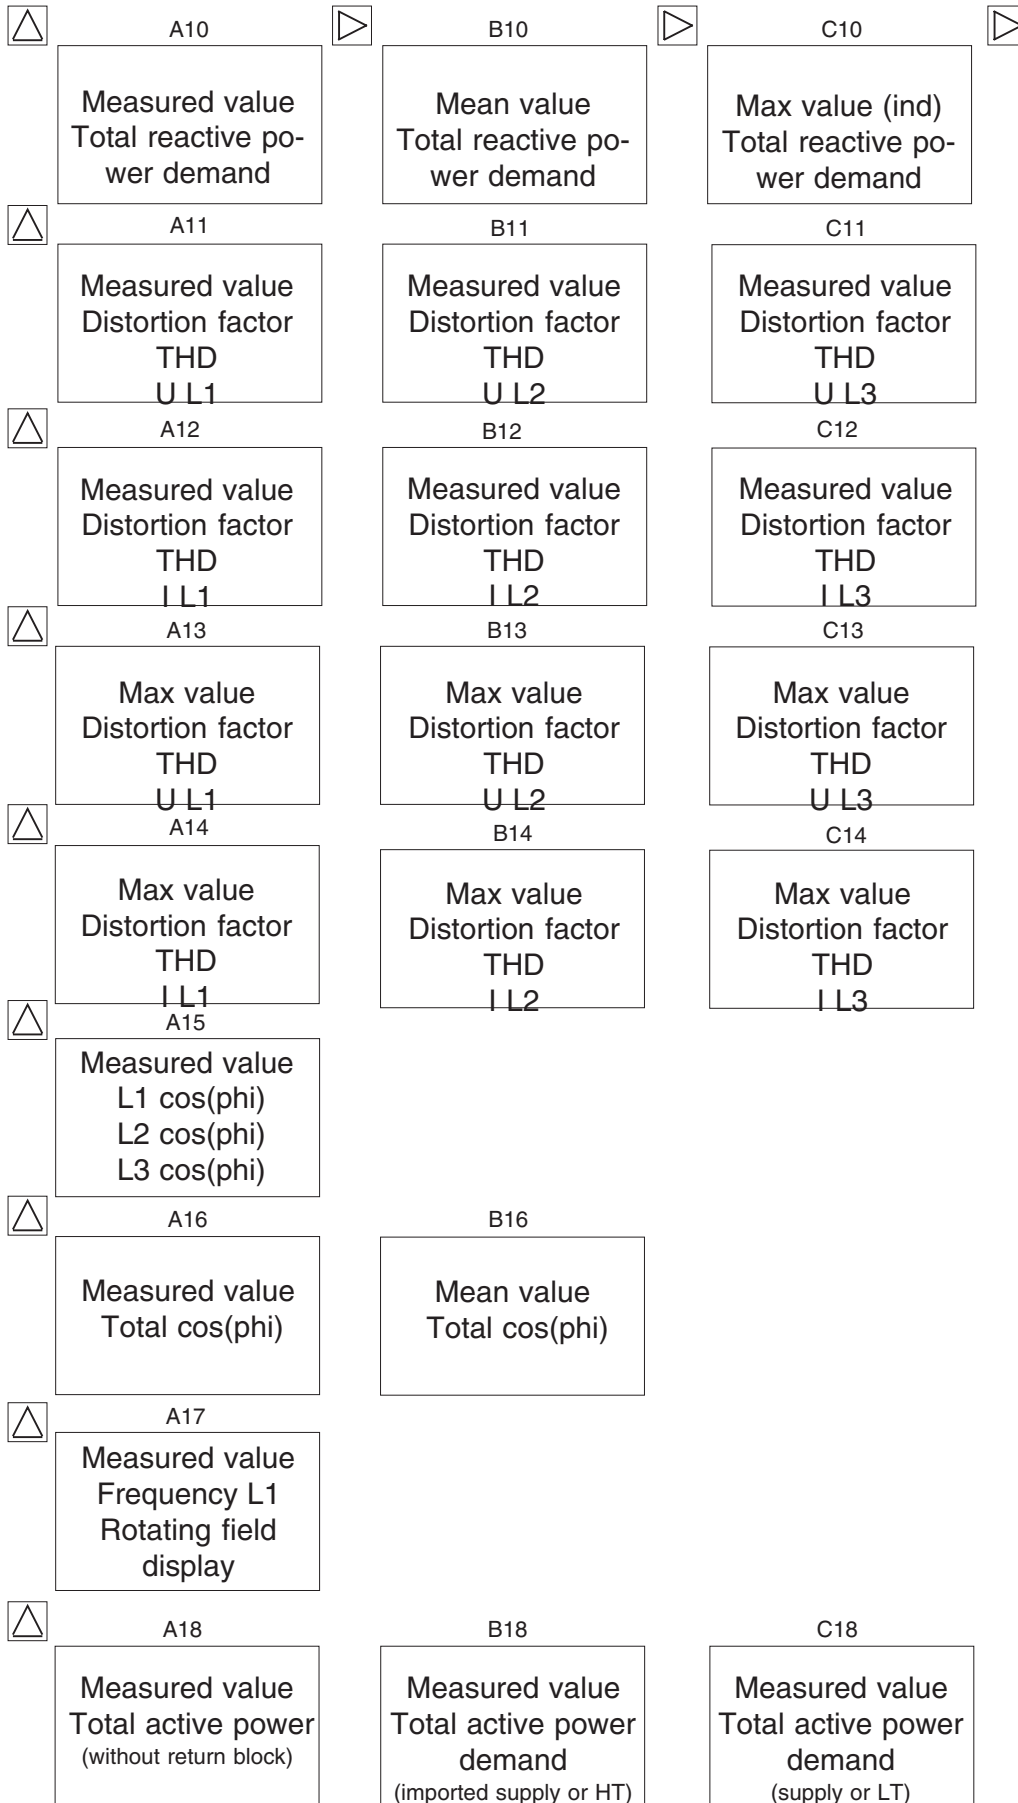 A10
Measured value
Total reactive po-
wer demand
B10
Mean value
Total reactive po-
wer demand
C10
Max value (ind)
Total reactive po-
wer demand
A11
Measured value
Distortion factor
THD
U L1
B11
Measured value
Distortion factor
THD
U L2
C11
Measured value
Distortion factor
THD
U L3
A12
Measured value
Distortion factor
THD
I L1
B12
Measured value
Distortion factor
THD
I L2
C12
Measured value
Distortion factor
THD
I L3
A13
Max value
Distortion factor
THD
U L1
B13
Max value
Distortion factor
THD
U L2
C13
Max value
Distortion factor
THD
U L3
A14
Max value
Distortion factor
THD
I L1
B14
Max value
Distortion factor
THD
I L2
C14
Max value
Distortion factor
THD
I L3
A15
Measured value
L1 cos(phi)
L2 cos(phi)
L3 cos(phi)
A16
Measured value
Total cos(phi)
B16
Mean value
Total cos(phi)
A17
Measured value
Frequency L1
Rotating field
display
A18
Measured value
Total active power
(without return block)
B18
Measured value
Total active power
demand
(imported supply or HT)
C18
Measured value
Total active power
demand
(supply or LT)